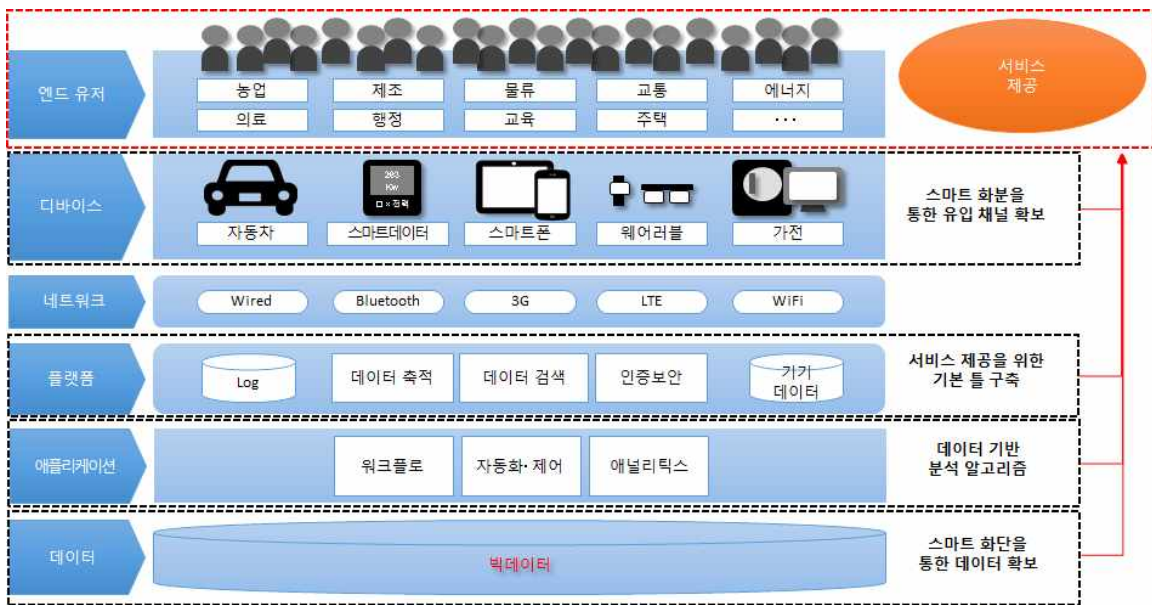 엔드 유저
농업
제조
물류
교통
에너지
의료
행정
교육
주택
···
서비스
제공
디바이스
203
Kw
□×전력
자동차
스마트데이터
스마트폰
웨어러블
가전
스마트 화분을
통한 유입 채널 확보
네트워크
Wired
Bluetooth
3G
LTE
WiFi
플랫폼
Log
데이터 축적
데이터 검색
인증보안
가기
데이터
서비스 제공을 위한
기본 틀 구축
애플리케이션
워크플로
자동화·제어
애널리틱스
데이터 기반
분석 알고리즘
데이터
빅데이터
스마트 화단을
통한 데이터 확보